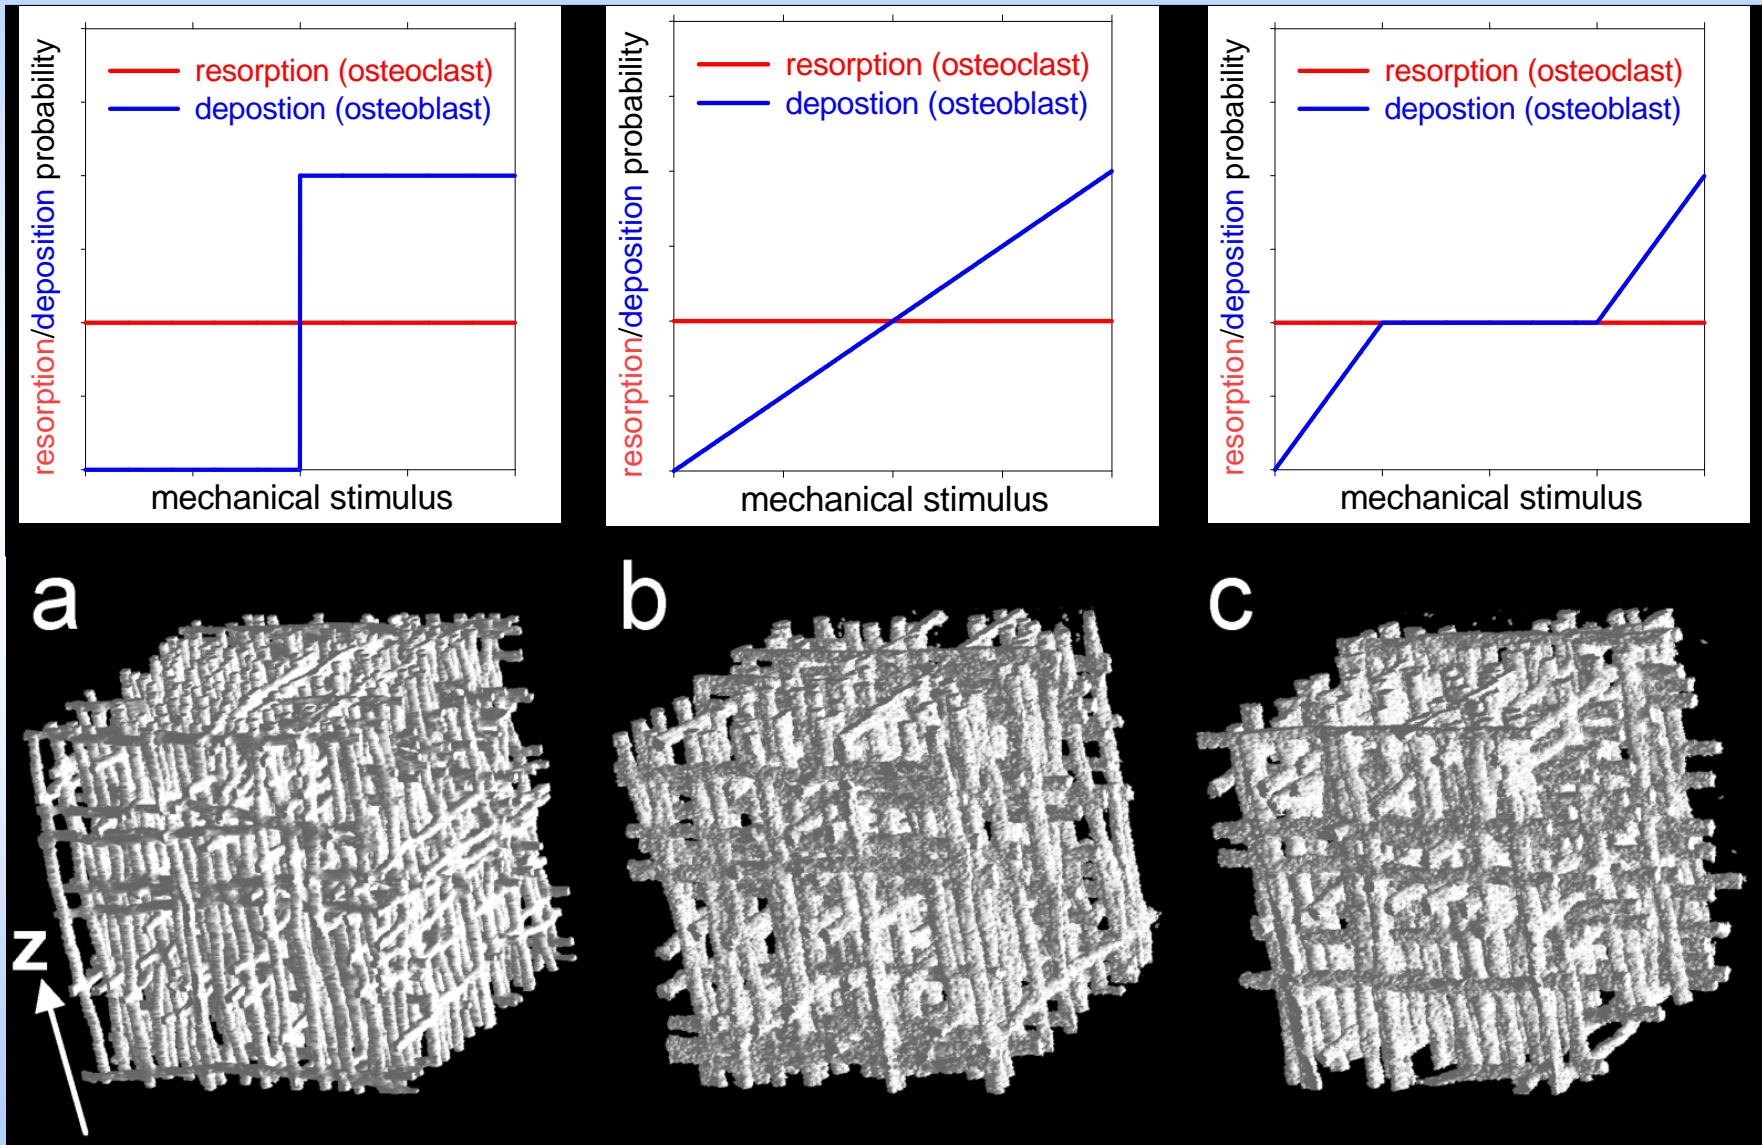 resorption/deposition probability
resorption (osteoclast)
depostion (osteoblast)
mechanical stimulus
resorption/deposition probability
resorption (osteoclast)
depostion (osteoblast)
mechanical stimulus
resorption/deposition probability
resorption (osteoclast)
depostion (osteoblast)
mechanical stimulus
a
b
c
z